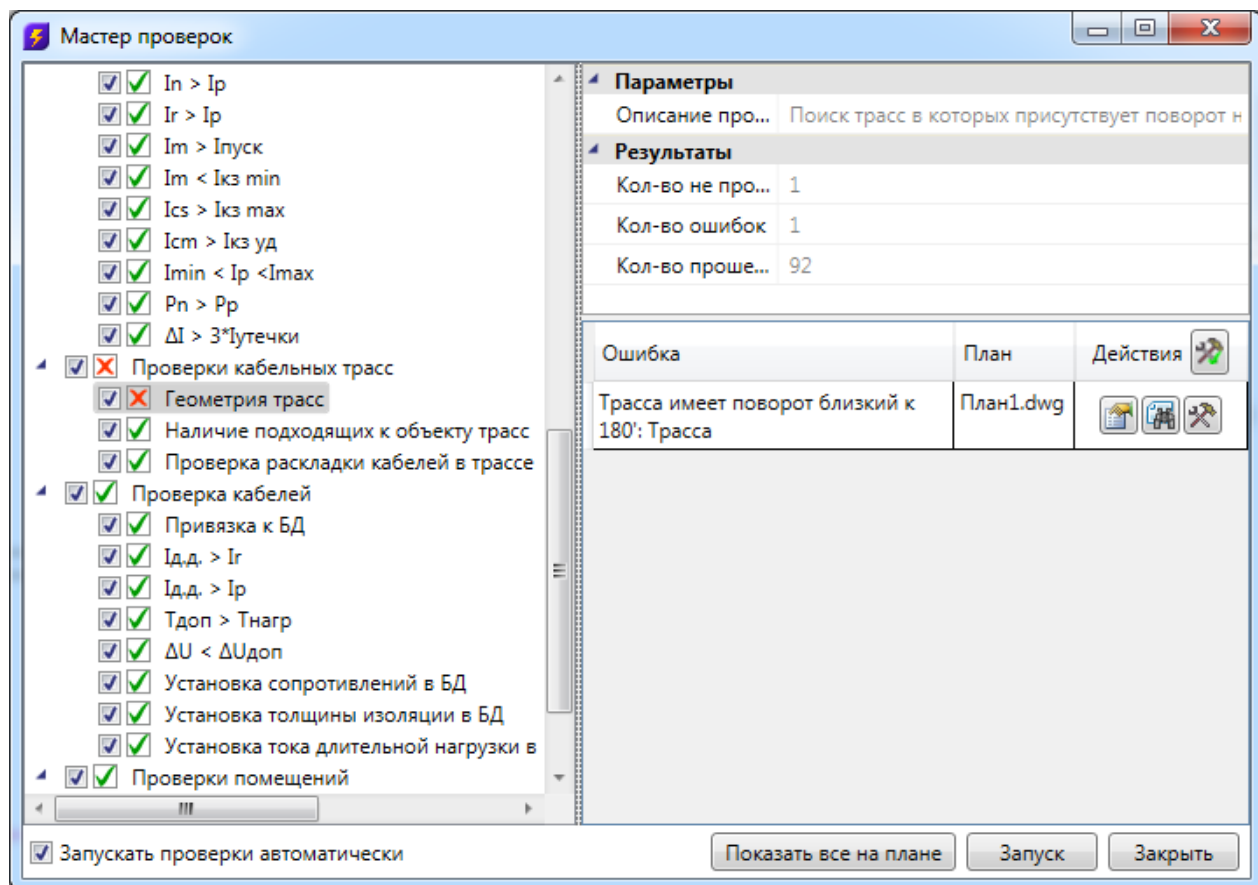 Мастер проверок
In > Iр
Ir > Iр
Im > Iпуск
Im < Iкз min
Ics > Iкз max
Icm > Iкз уд
Imin < Iр <Imax
Pn > Pр
ΔI > 3*Iутечки
Проверки кабельных трасс
Геометрия трасс
Наличие подходящих к объекту трасс
Проверка раскладки кабелей в трассе
Проверка кабелей
Привязка к БД
Iд.д. > Ir
Iд.д. > Iр
Tдоп > Tнагр
ΔU < ΔUдоп
Установка сопротивлений в БД
Установка толщины изоляции в БД
Установка тока длительной нагрузки в
Проверки помещений
Запускать проверки автоматически
Параметры
Описание про... Поиск трасс в которых присутствует поворот н
Результаты
Кол-во не про... 1
Кол-во ошибок 1
Кол-во проше... 92
Ошибка План Действия
Трасса имеет поворот близкий к План1.dwg
180': Трасса
Показать все на плане Запуск Закрыть